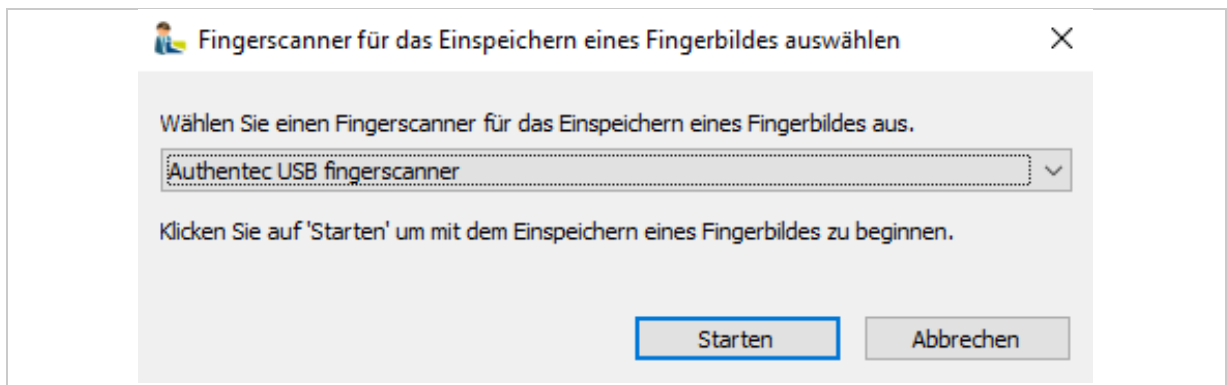 Fingerscanner für das Einspeichern eines Fingerbildes auswählen
Wählen Sie einen Fingerscanner für das Einspeichern eines Fingerbildes aus.
Authentec USB fingerscanner
Klicken Sie auf 'Starten' um mit dem Einspeichern eines Fingerbildes zu beginnen.
Starten Abbrechen